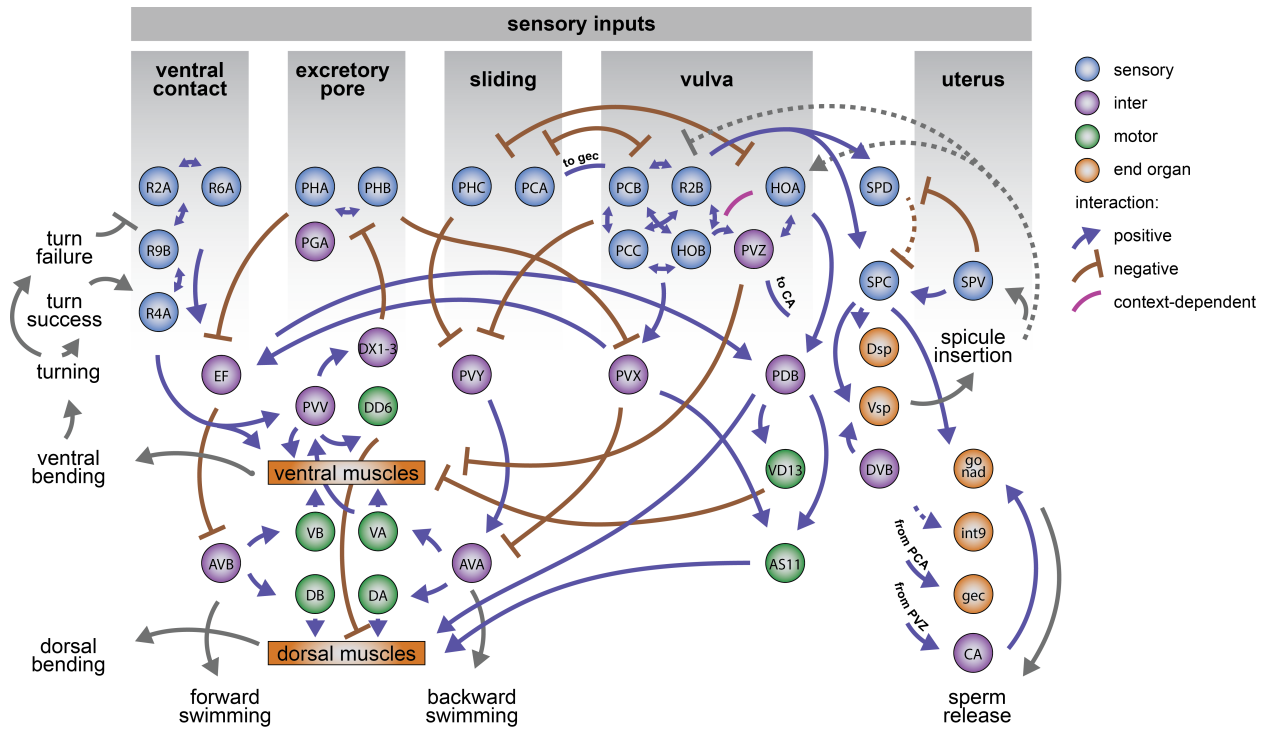 sensory inputs
ventral
contact
excretory
pore
sliding
vulva
uterus
sensory
inter
motor
end organ
interaction:
positive
negative
context-dependent
to gec
R2A
R6A
PHA
PHB
PHC
PCA
PCB
R2B
HOA
SPD
turn
failure
R9B
PGA
PCC
HOB
PVZ
SPC
SPV
to CA
turn
success
R4A
spicule
insertion
turning
EF
DX1-3
PVY
PVX
PDB
Dsp
PVV
DD6
Vsp
ventral
bending
ventral muscles
VD13
DVB
go
nad
AVB
VB
VA
AVA
AS11
int9
from PCA
DB
DA
gec
from PVZ
dorsal
bending
dorsal muscles
CA
forward
swimming
backward
swimming
sperm
release